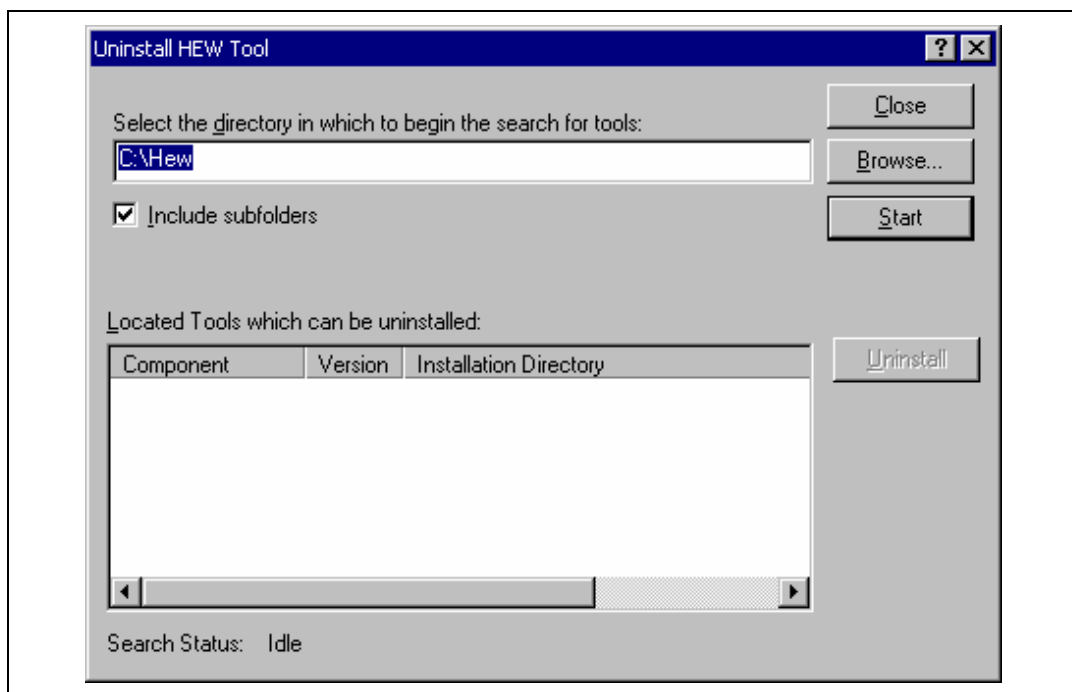 Uninstall HEW Tool
Close
Select the directory in which to begin the search for tools:
C:\Hew
Browse...
Include subfolders
Start
Located Tools which can be uninstalled:
Component Version Installation Directory
Uninstall
Search Status: Idle